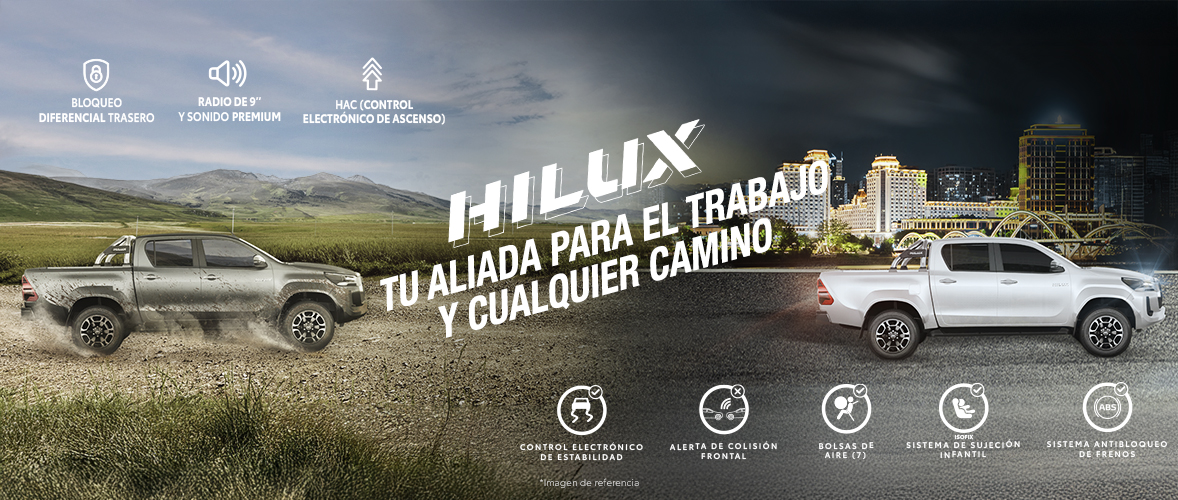 BLOQUEO
DIFERENCIAL TRASERO
RADIO DE 9"
Y SONIDO PREMIUM
HAC (CONTROL
ELECTRÓNICO DE ASCENSO)
HILUX
TU ALIADA PARA EL TRABAJO
Y CUALQUIER CAMINO
CONTROL ELECTRÓNICO
DE ESTABILIDAD
ALERTA DE COLISIÓN
FRONTAL
BOLSAS DE
AIRE (7)
ISOFIX
SISTEMA DE SUJECIÓN
INFANTIL
ABS
SISTEMA ANTIBLOQUEO
DE FRENOS
*Imagen de referencia